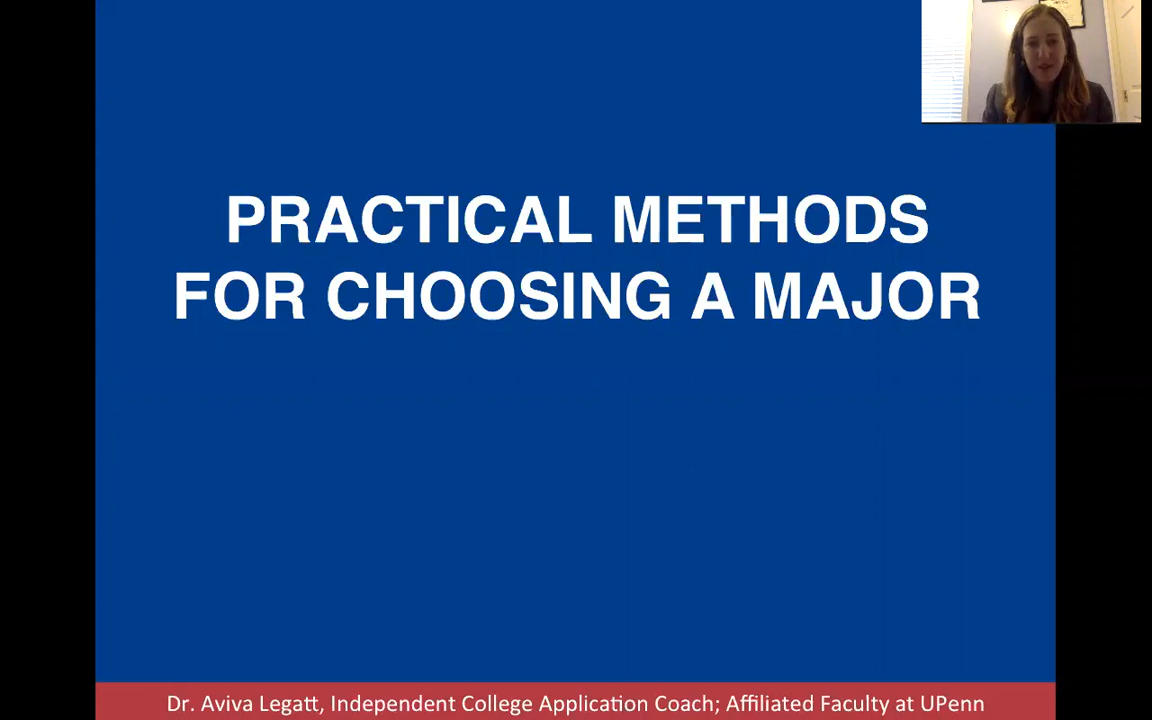 PRACTICAL METHODS
FOR CHOOSING A MAJOR
Dr. Aviva Legatt, Independent College Application Coach; Affiliated Faculty at UPenn